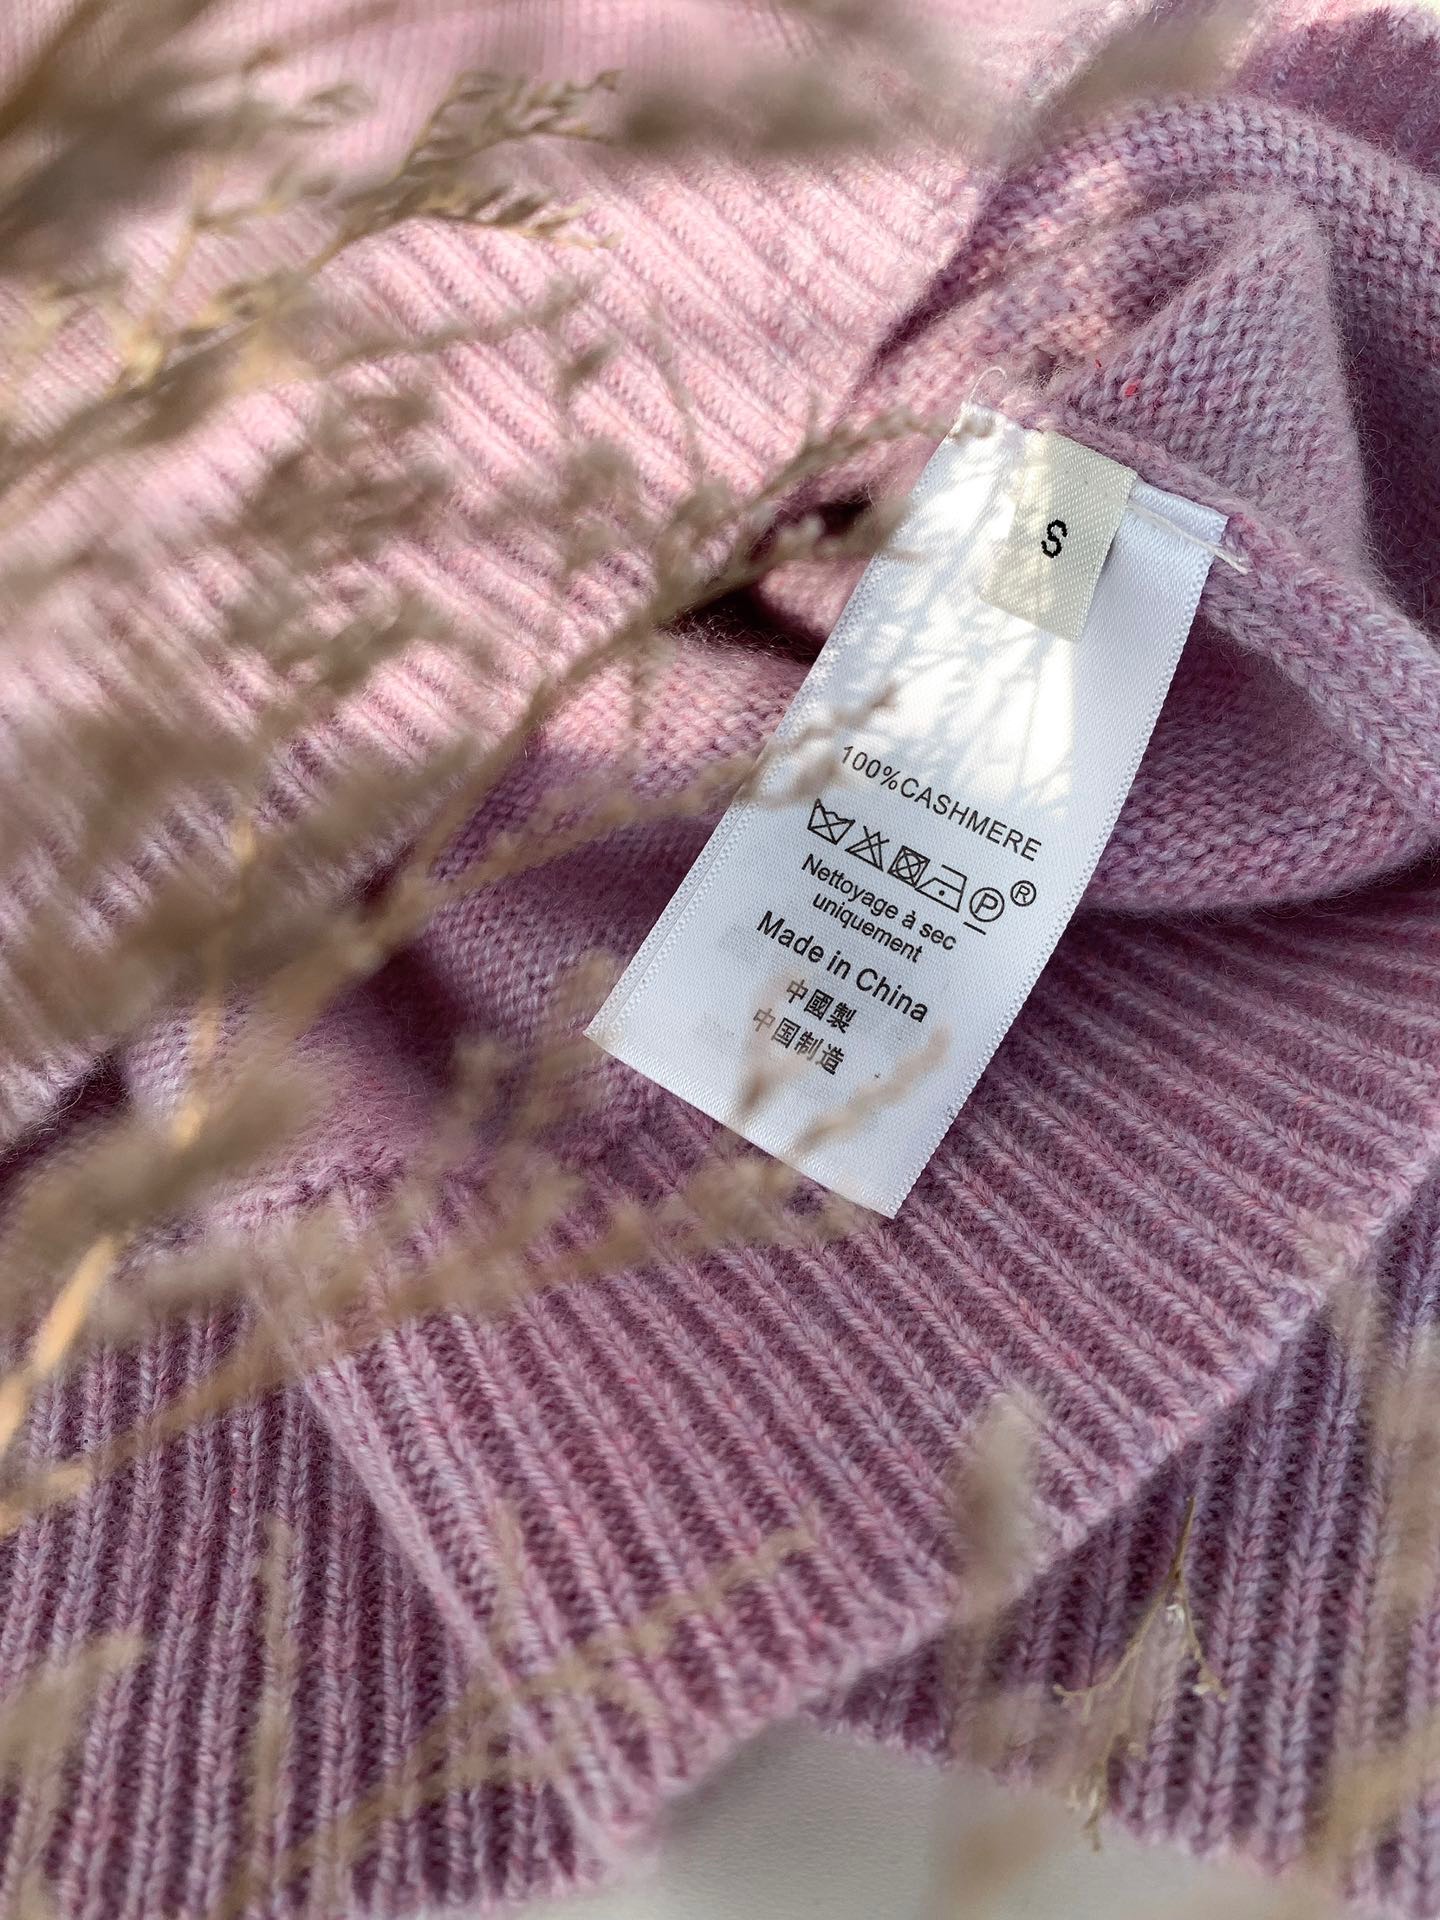 S
100%CASHMERE
P ®
Nettoyage à sec
uniquement
Made in China
中國製
中国制造